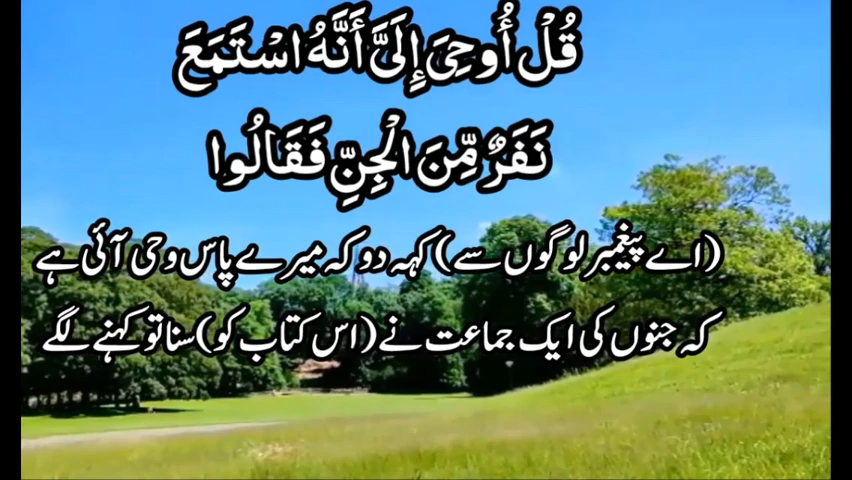 قُلْ أُوحِيَ إِلَيَّ أَنَّهُ اسْتَمَعَ
نَفَرٌ مِّنَ الْجِنِّ فَقَالُوا
(اے پیغمبر لوگوں سے) کہہ دو کہ میرے پاس وحی آئی ہے
کہ جنوں کی ایک جماعت نے (اس کتاب کو) سنا تو کہنے لگے